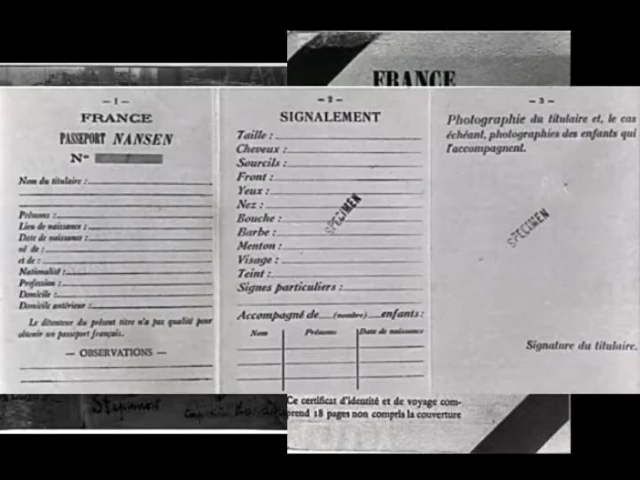 FRANCE
— 1 —
FRANCE
PASSEPORT NANSEN
N°
Nom du titulaire :
Prénoms :
Lieu de naissance :
Date de naissance :
né de :
et de :
Nationalité :
Profession :
Domicile :
Domicile antérieur :
Le détenteur du présent titre n'a pas qualité pour
obtenir un passeport français.
— OBSERVATIONS —
— 2 —
SIGNALEMENT
Taille :
Cheveux :
Sourcils :
Front :
Yeux :
Nez :
Bouche :
Barbe :
Menton :
Visage :
Teint :
Signes particuliers :
SPECIMEN
Accompagné de (nombre) enfants :
Nom Prénoms Date de naissance
— 3 —
Photographie du titulaire et, le cas
échéant, photographies des enfants qui
l'accompagnent.
SPECIMEN
Signature du titulaire.
Ce certificat d'identité et de voyage com-
prend 18 pages non compris la couverture